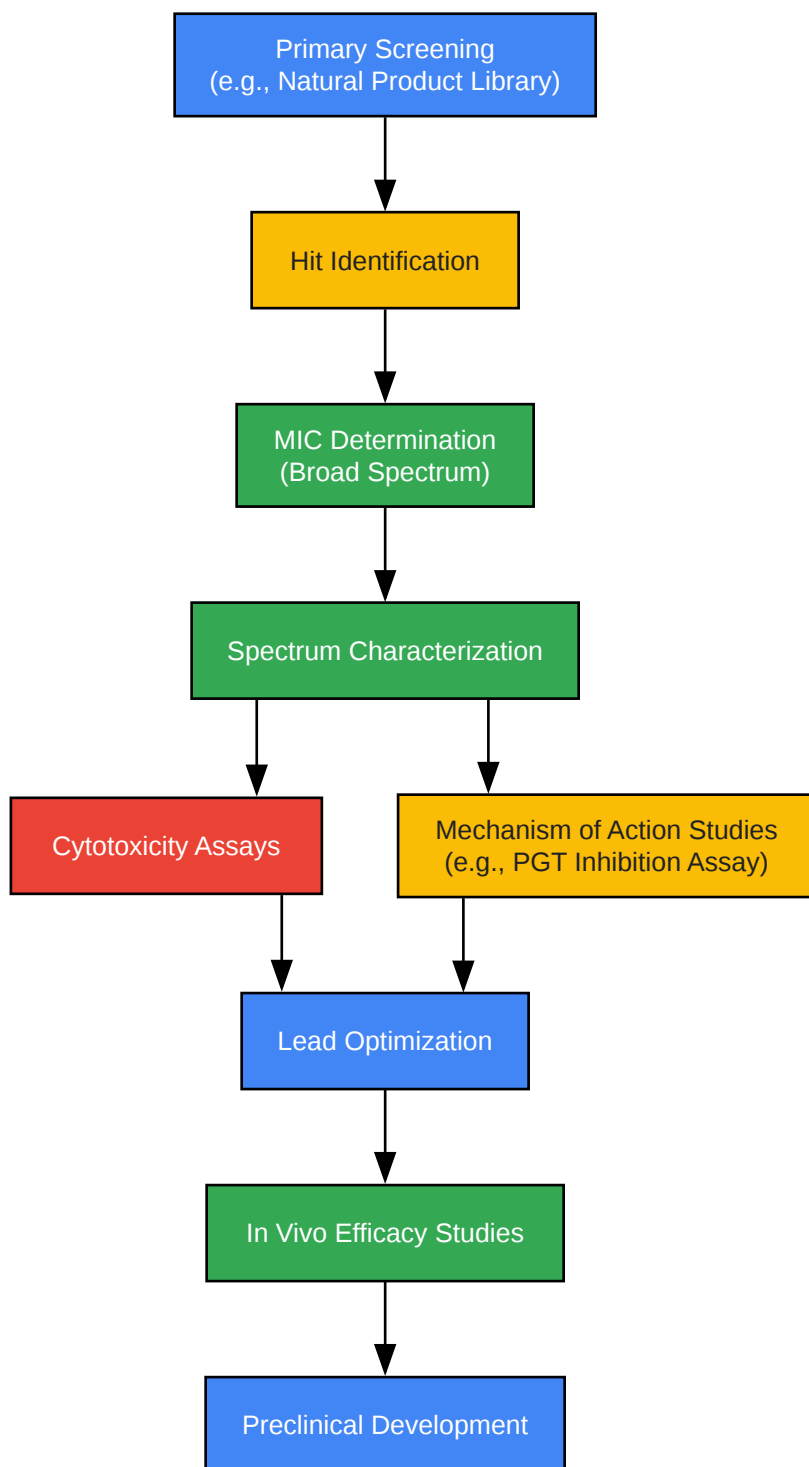 Primary Screening
(e.g., Natural Product Library)
Hit Identification
MIC Determination
(Broad Spectrum)
Spectrum Characterization
Cytotoxicity Assays
Mechanism of Action Studies
(e.g., PGT Inhibition Assay)
Lead Optimization
In Vivo Efficacy Studies
Preclinical Development